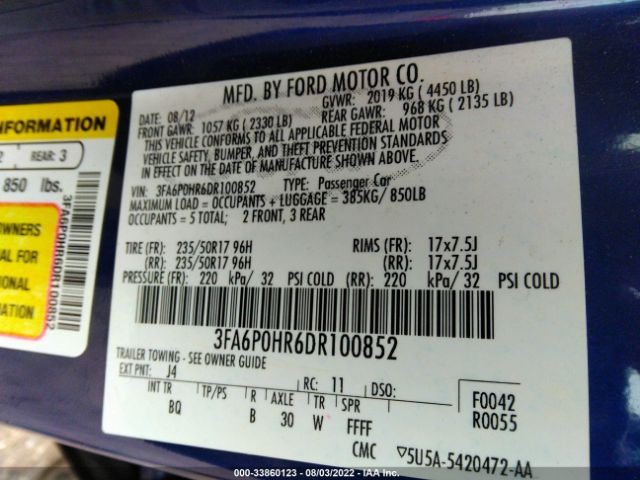 MFD. BY FORD MOTOR CO.
DATE: 08/12 GVWR: 2019 KG ( 4450 LB)
FRONT GAWR: 1057 KG ( 2330 LB) REAR GAWR: 968 KG ( 2135 LB)
THIS VEHICLE CONFORMS TO ALL APPLICABLE FEDERAL MOTOR
VEHICLE SAFETY, BUMPER, AND THEFT PREVENTION STANDARDS
IN EFFECT ON THE DATE OF MANUFACTURE SHOWN ABOVE.
VIN: 3FA6P0HR6DR100852 TYPE: Passenger Car
MAXIMUM LOAD = OCCUPANTS + LUGGAGE = 385KG/ 850LB
OCCUPANTS = 5 TOTAL; 2 FRONT, 3 REAR
TIRE (FR): 235/50R17 96H RIMS (FR): 17x7.5J
(RR): 235/50R17 96H (RR): 17x7.5J
PRESSURE (FR): 220 kPa/ 32 PSI COLD (RR): 220 kPa/ 32 PSI COLD
3FA6P0HR6DR100852
TRAILER TOWING - SEE OWNER GUIDE
EXT PNT: J4 RC: 11 DSO:
INT TR TP/PS R AXLE TR SPR
BQ B 30 W FFFF
F0042
R0055
CMC ▽5U5A-5420472-AA
INFORMATION
2 REAR: 3
850 lbs.
OWNERS
AL FOR
TIONAL
MATION
3FA6P0HR6DR100852
000-33860123 - 08/03/2022 - IAA Inc.